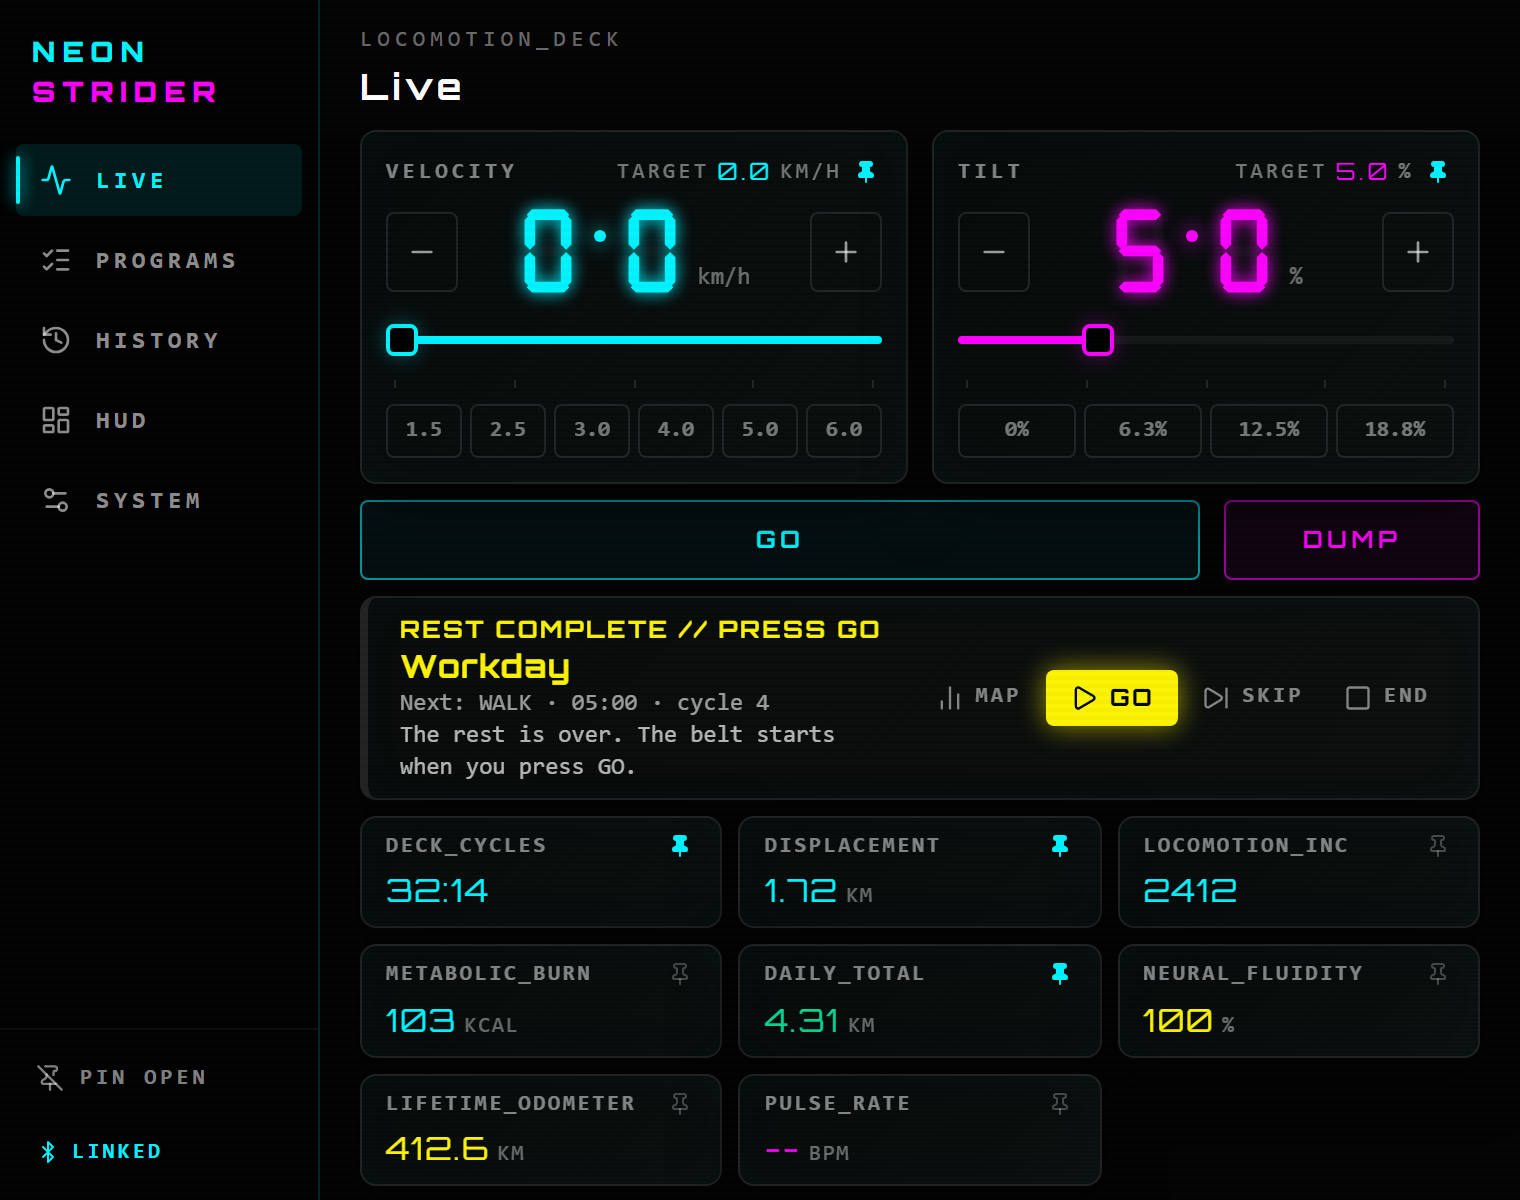 NEON
STRIDER
LIVE
PROGRAMS
HISTORY
HUD
SYSTEM
PIN OPEN
LINKED
LOCOMOTION_DECK
Live
VELOCITY TARGET 0.0 KM/H
0.0 km/h
1.5 2.5 3.0 4.0 5.0 6.0
TILT TARGET 5.0 %
5.0 %
0% 6.3% 12.5% 18.8%
GO DUMP
REST COMPLETE // PRESS GO
Workday
Next: WALK · 05:00 · cycle 4
The rest is over. The belt starts
when you press GO.
MAP GO SKIP END
DECK_CYCLES
32:14
DISPLACEMENT
1.72 KM
LOCOMOTION_INC
2412
METABOLIC_BURN
103 KCAL
DAILY_TOTAL
4.31 KM
NEURAL_FLUIDITY
100 %
LIFETIME_ODOMETER
412.6 KM
PULSE_RATE
-- BPM